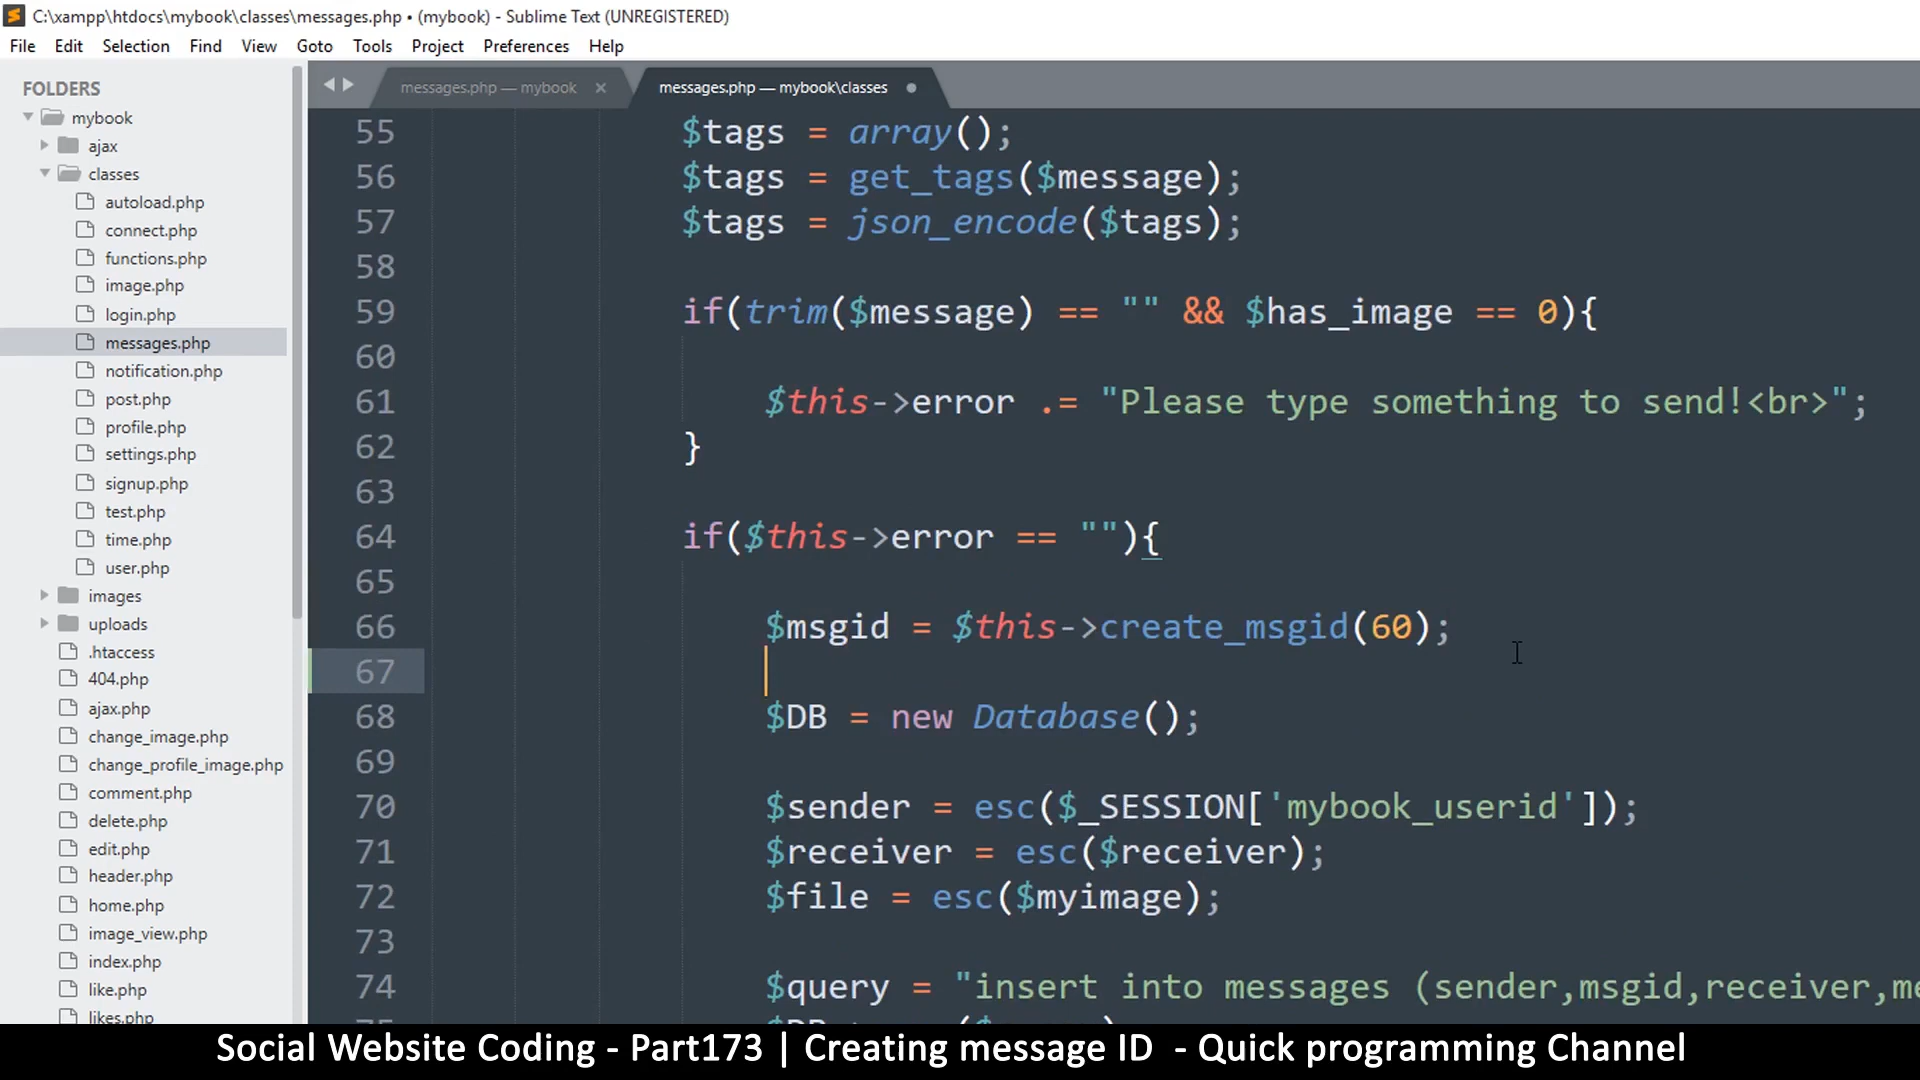 C:\xampp\htdocs\mybook\classes\messages.php • (mybook) - Sublime Text (UNREGISTERED)
File Edit Selection Find View Goto Tools Project Preferences Help
FOLDERS
mybook
ajax
classes
autoload.php
connect.php
functions.php
image.php
login.php
messages.php
notification.php
post.php
profile.php
settings.php
signup.php
test.php
time.php
user.php
images
uploads
.htaccess
404.php
ajax.php
change_image.php
change_profile_image.php
comment.php
delete.php
edit.php
header.php
home.php
image_view.php
index.php
like.php
likes.php
messages.php — mybook × messages.php — mybook\classes
55 $tags = array();
56 $tags = get_tags($message);
57 $tags = json_encode($tags);
58
59 if(trim($message) == "" && $has_image == 0){
60
61 $this->error .= "Please type something to send!<br>";
62 }
63
64 if($this->error == ""){
65
66 $msgid = $this->create_msgid(60);
67
68 $DB = new Database();
69
70 $sender = esc($_SESSION['mybook_userid']);
71 $receiver = esc($receiver);
72 $file = esc($myimage);
73
74 $query = "insert into messages (sender,msgid,receiver,me
Social Website Coding - Part173 | Creating message ID - Quick programming Channel